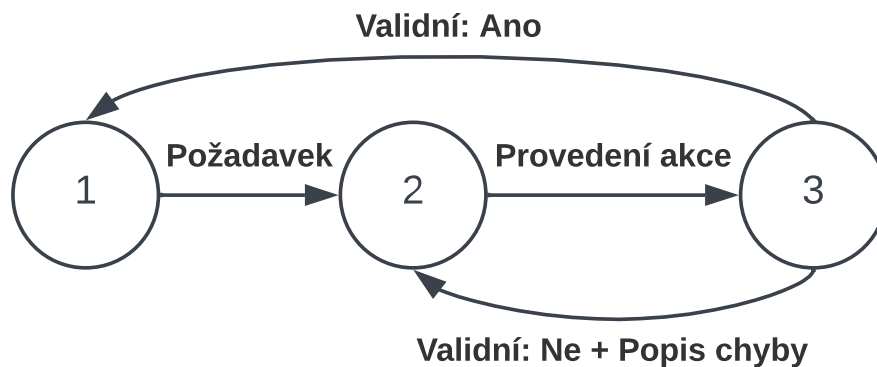 Validní: Ano
Požadavek
Provedení akce
1
2
3
Validní: Ne + Popis chyby